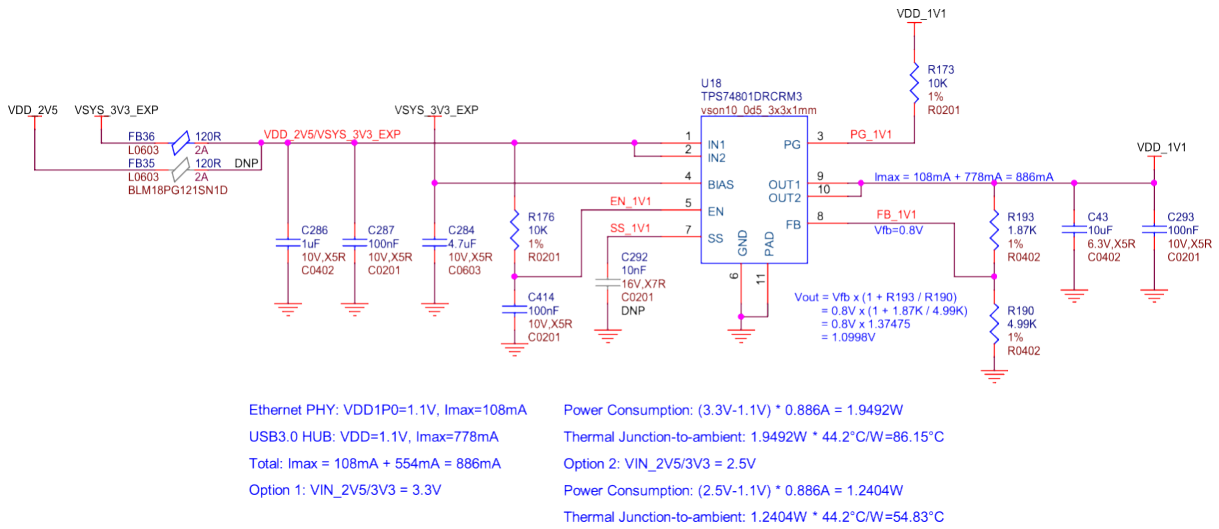 VDD_1V1
R173
10K
1%
R0201
U18
TPS74801DRCRM3
vson10_0d5_3x3x1mm
VDD_2V5
VSYS_3V3_EXP
VSYS_3V3_EXP
FB36
120R
L0603
2A
VDD_2V5/VSYS_3V3_EXP
FB35
120R
DNP
L0603
2A
BLM18PG121SN1D
1
IN1
2
IN2
PG
3
PG_1V1
VDD_1V1
4
BIAS
OUT1
9
OUT2
10
Imax = 108mA + 778mA = 886mA
EN_1V1
5
EN
FB
8
FB_1V1
Vfb=0.8V
SS_1V1
7
SS
GND
PAD
6
11
C286
1uF
10V,X5R
C0402
C287
100nF
10V,X5R
C0201
C284
4.7uF
10V,X5R
C0603
R176
10K
1%
R0201
C414
100nF
10V,X5R
C0201
C292
10nF
16V,X7R
C0201
DNP
R193
1.87K
1%
R0402
C43
10uF
6.3V,X5R
C0402
C293
100nF
10V,X5R
C0201
R190
4.99K
1%
R0402
Vout = Vfb x (1 + R193 / R190)
= 0.8V x (1 + 1.87K / 4.99K)
= 0.8V x 1.37475
= 1.0998V
Ethernet PHY: VDD1P0=1.1V, Imax=108mA
USB3.0 HUB: VDD=1.1V, Imax=778mA
Total: Imax = 108mA + 554mA = 886mA
Option 1: VIN_2V5/3V3 = 3.3V
Power Consumption: (3.3V-1.1V) * 0.886A = 1.9492W
Thermal Junction-to-ambient: 1.9492W * 44.2°C/W=86.15°C
Option 2: VIN_2V5/3V3 = 2.5V
Power Consumption: (2.5V-1.1V) * 0.886A = 1.2404W
Thermal Junction-to-ambient: 1.2404W * 44.2°C/W=54.83°C